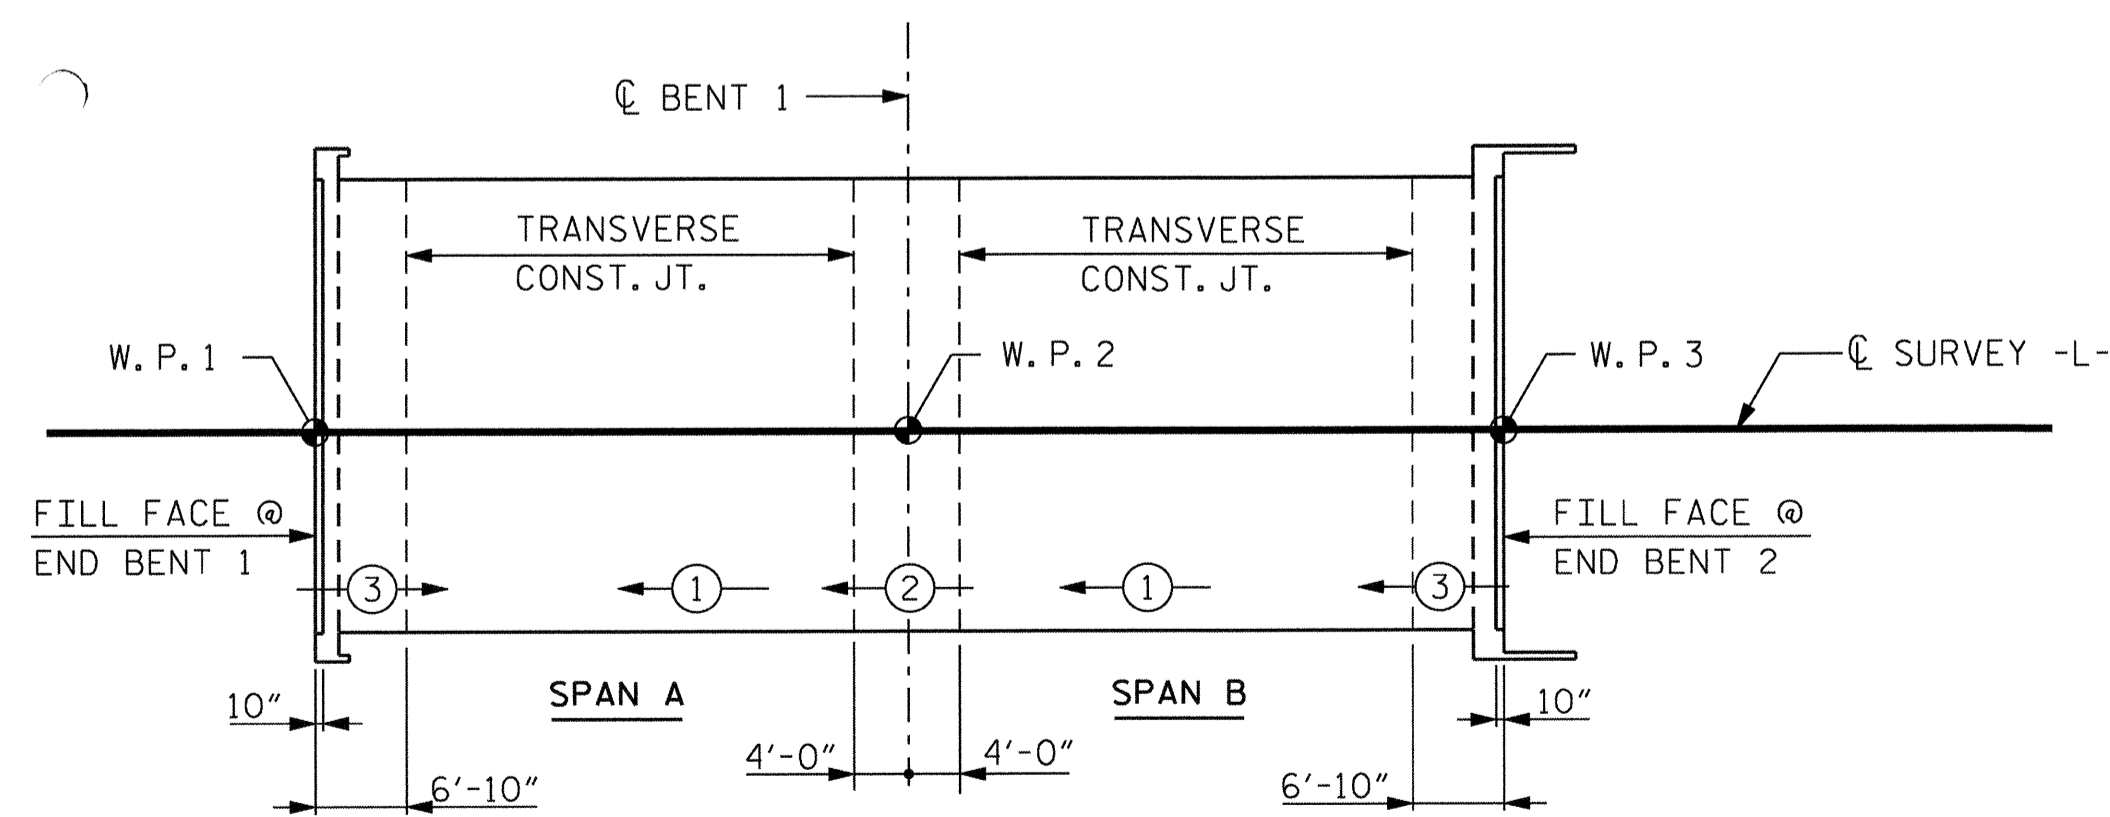 ℄ BENT 1
TRANSVERSE
CONST. JT.
TRANSVERSE
CONST. JT.
W. P. 1
W. P. 2
W. P. 3
℄ SURVEY -L-
FILL FACE @
END BENT 1
FILL FACE @
END BENT 2
3
1
2
1
3
SPAN A
SPAN B
10"
10"
4'-0"
4'-0"
6'-10"
6'-10"